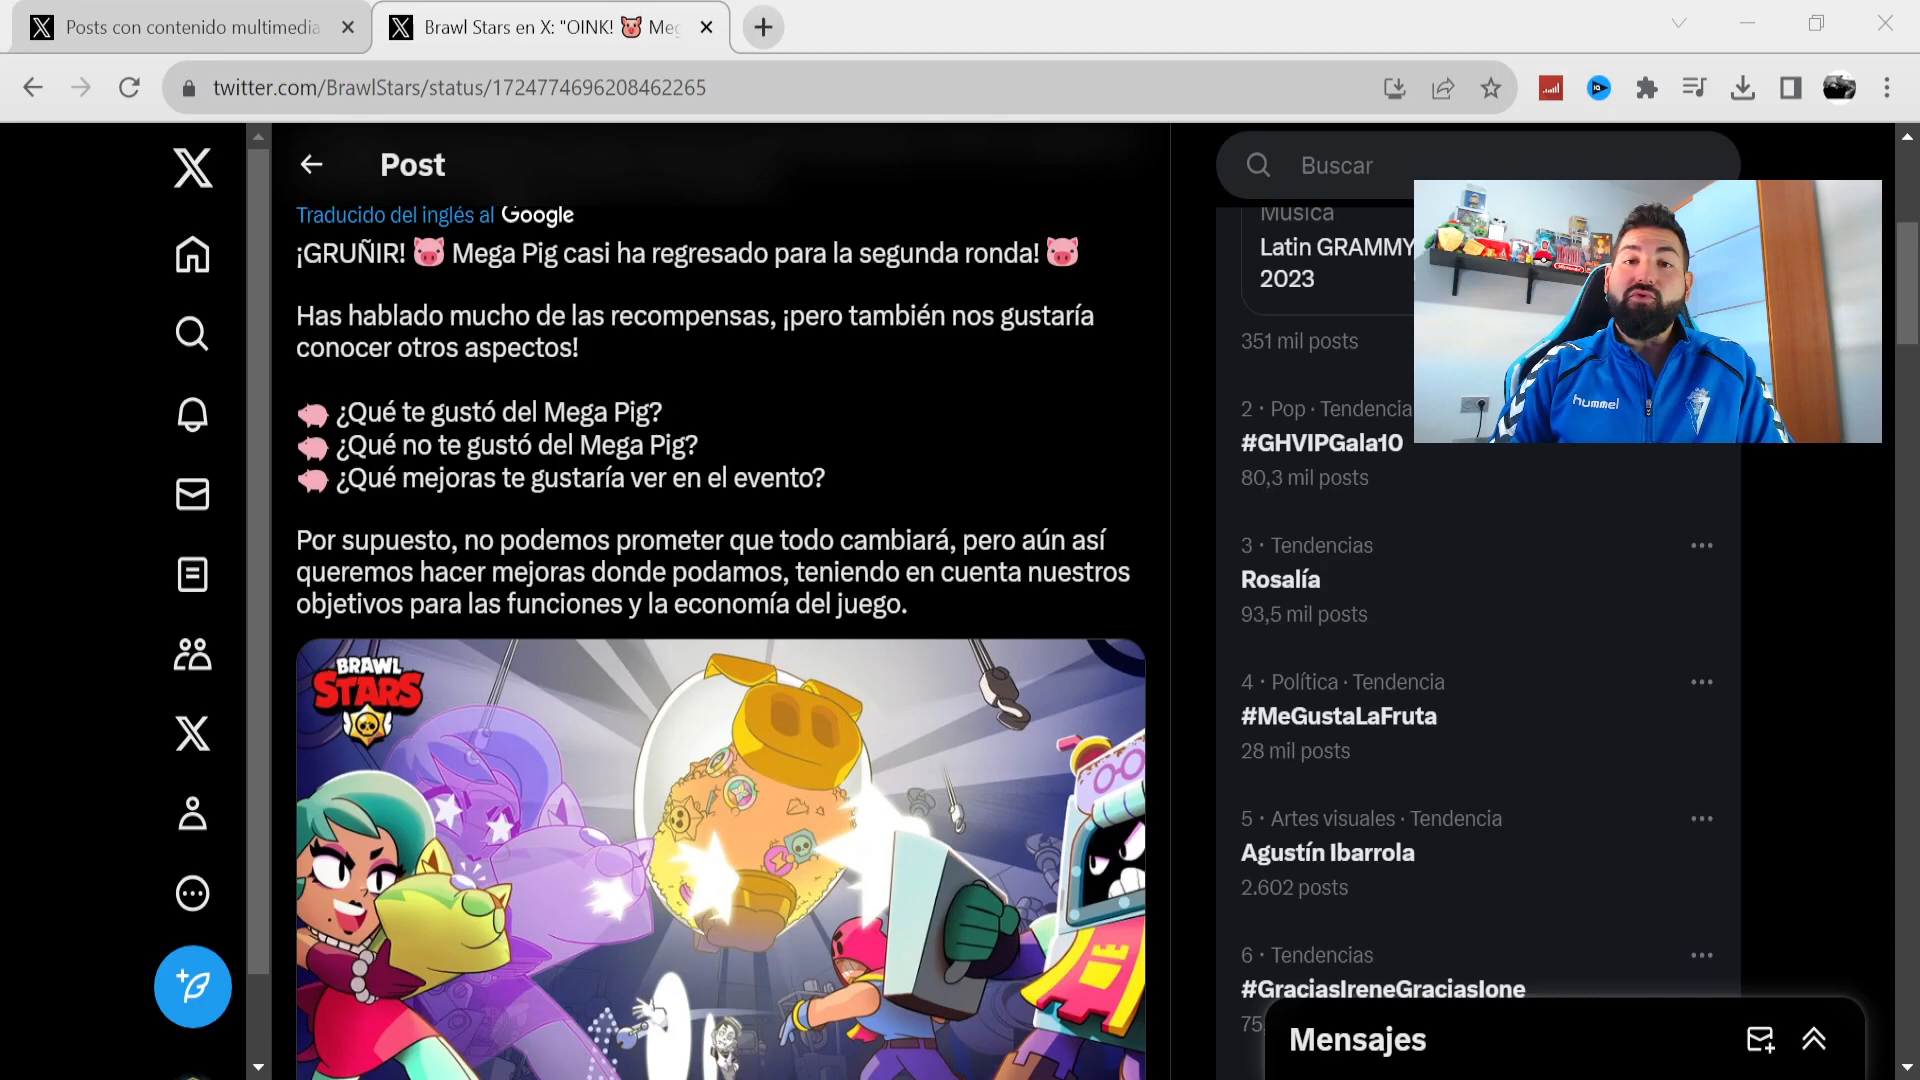 Posts con contenido multimedia
Brawl Stars en X: "OINK! 🐷 Meg
twitter.com/BrawlStars/status/1724774696208462265
Post
Traducido del inglés al Google
¡GRUÑIR! 🐷 Mega Pig casi ha regresado para la segunda ronda! 🐷
Has hablado mucho de las recompensas, ¡pero también nos gustaría
conocer otros aspectos!
🐖 ¿Qué te gustó del Mega Pig?
🐖 ¿Qué no te gustó del Mega Pig?
🐖 ¿Qué mejoras te gustaría ver en el evento?
Por supuesto, no podemos prometer que todo cambiará, pero aún así
queremos hacer mejoras donde podamos, teniendo en cuenta nuestros
objetivos para las funciones y la economía del juego.
BRAWL
STARS
Buscar
Música
Latin GRAMMY
2023
351 mil posts
2 · Pop · Tendencia
#GHVIPGala10
80,3 mil posts
3 · Tendencias
Rosalía
93,5 mil posts
4 · Política · Tendencia
#MeGustaLaFruta
28 mil posts
5 · Artes visuales · Tendencia
Agustín Ibarrola
2.602 posts
6 · Tendencias
#GraciasIreneGraciasIone
75
Mensajes
hummel